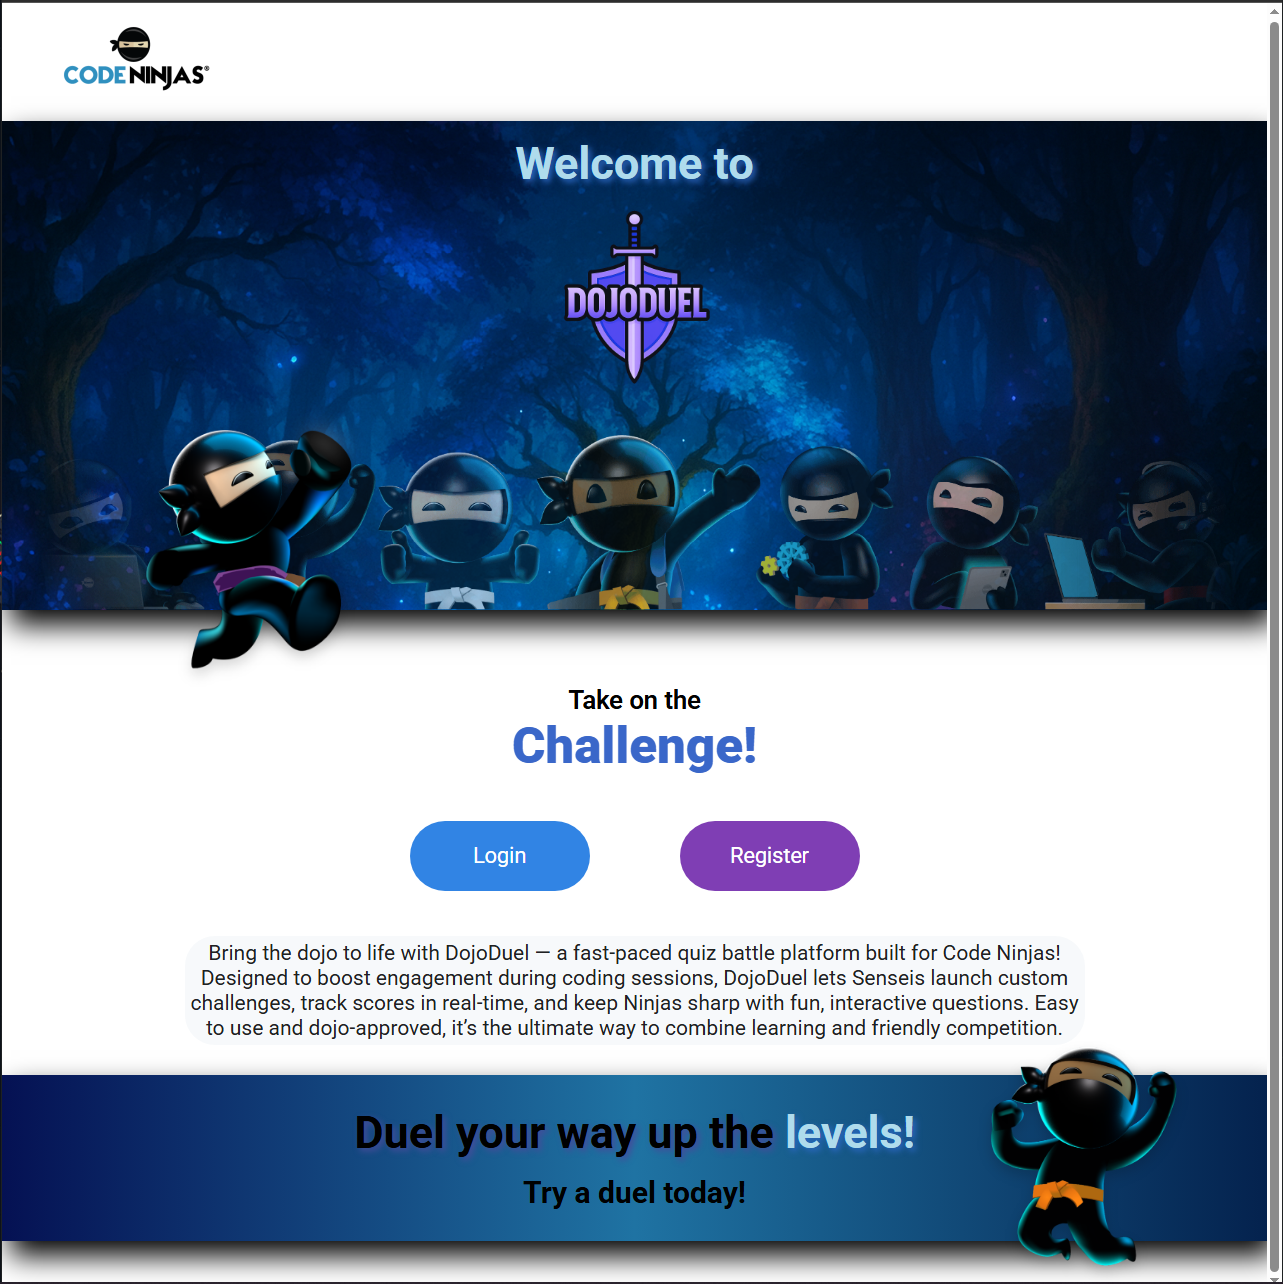 CODE NINJAS®
Welcome to
DOJODUEL
Take on the
Challenge!
Login
Register
Bring the dojo to life with DojoDuel — a fast-paced quiz battle platform built for Code Ninjas!
Designed to boost engagement during coding sessions, DojoDuel lets Senseis launch custom
challenges, track scores in real-time, and keep Ninjas sharp with fun, interactive questions. Easy
to use and dojo-approved, it’s the ultimate way to combine learning and friendly competition.
Duel your way up the levels!
Try a duel today!